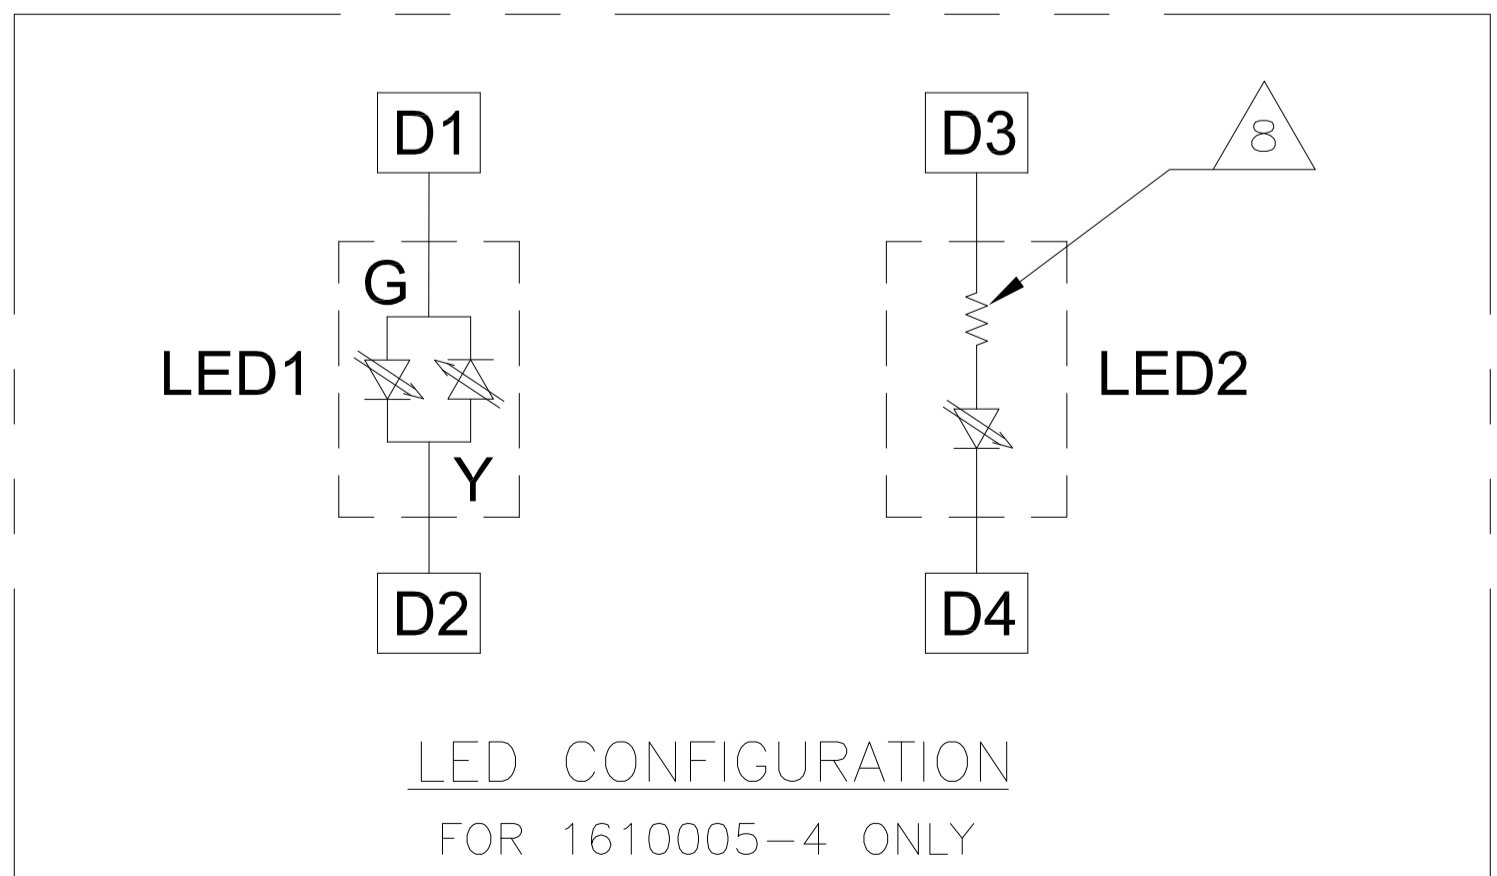 D1
D3
8
G
LED1
LED2
Y
D2
D4
LED CONFIGURATION
FOR 1610005-4 ONLY